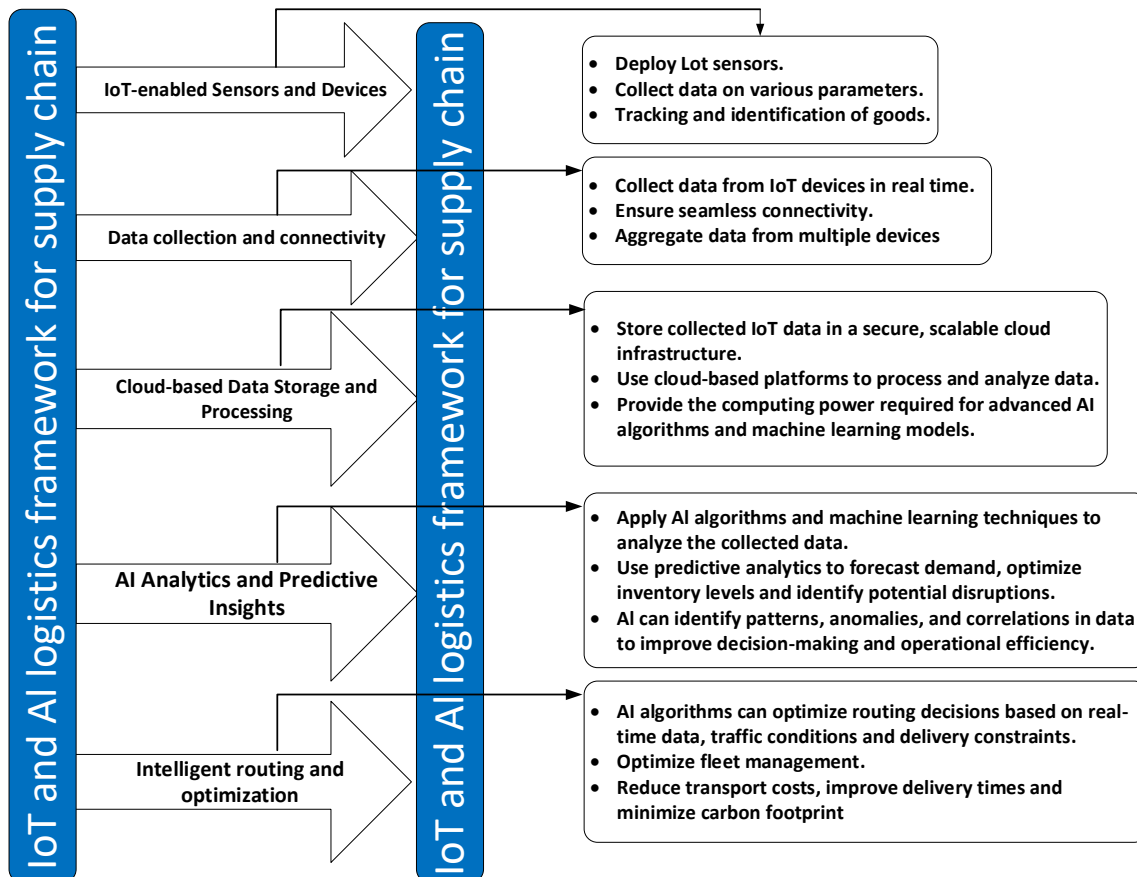 IoT and AI logistics framework for supply chain
IoT-enabled Sensors and Devices
Data collection and connectivity
Cloud-based Data Storage and
Processing
AI Analytics and Predictive
Insights
Intelligent routing and
optimization
IoT and AI logistics framework for supply chain
• Deploy Lot sensors.
• Collect data on various parameters.
• Tracking and identification of goods.
• Collect data from IoT devices in real time.
• Ensure seamless connectivity.
• Aggregate data from multiple devices
• Store collected IoT data in a secure, scalable cloud
infrastructure.
• Use cloud-based platforms to process and analyze data.
• Provide the computing power required for advanced AI
algorithms and machine learning models.
• Apply AI algorithms and machine learning techniques to
analyze the collected data.
• Use predictive analytics to forecast demand, optimize
inventory levels and identify potential disruptions.
• AI can identify patterns, anomalies, and correlations in data
to improve decision-making and operational efficiency.
• AI algorithms can optimize routing decisions based on real-
time data, traffic conditions and delivery constraints.
• Optimize fleet management.
• Reduce transport costs, improve delivery times and
minimize carbon footprint